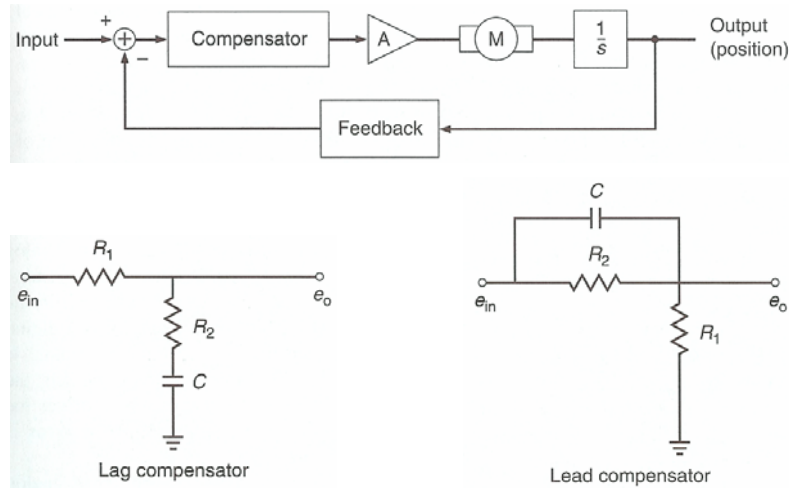 Input
+
+
−
Compensator
A
M
1
s
Output
(position)
Feedback
R1
ein
eo
R2
C
Lag compensator
C
R2
ein
eo
R1
Lead compensator